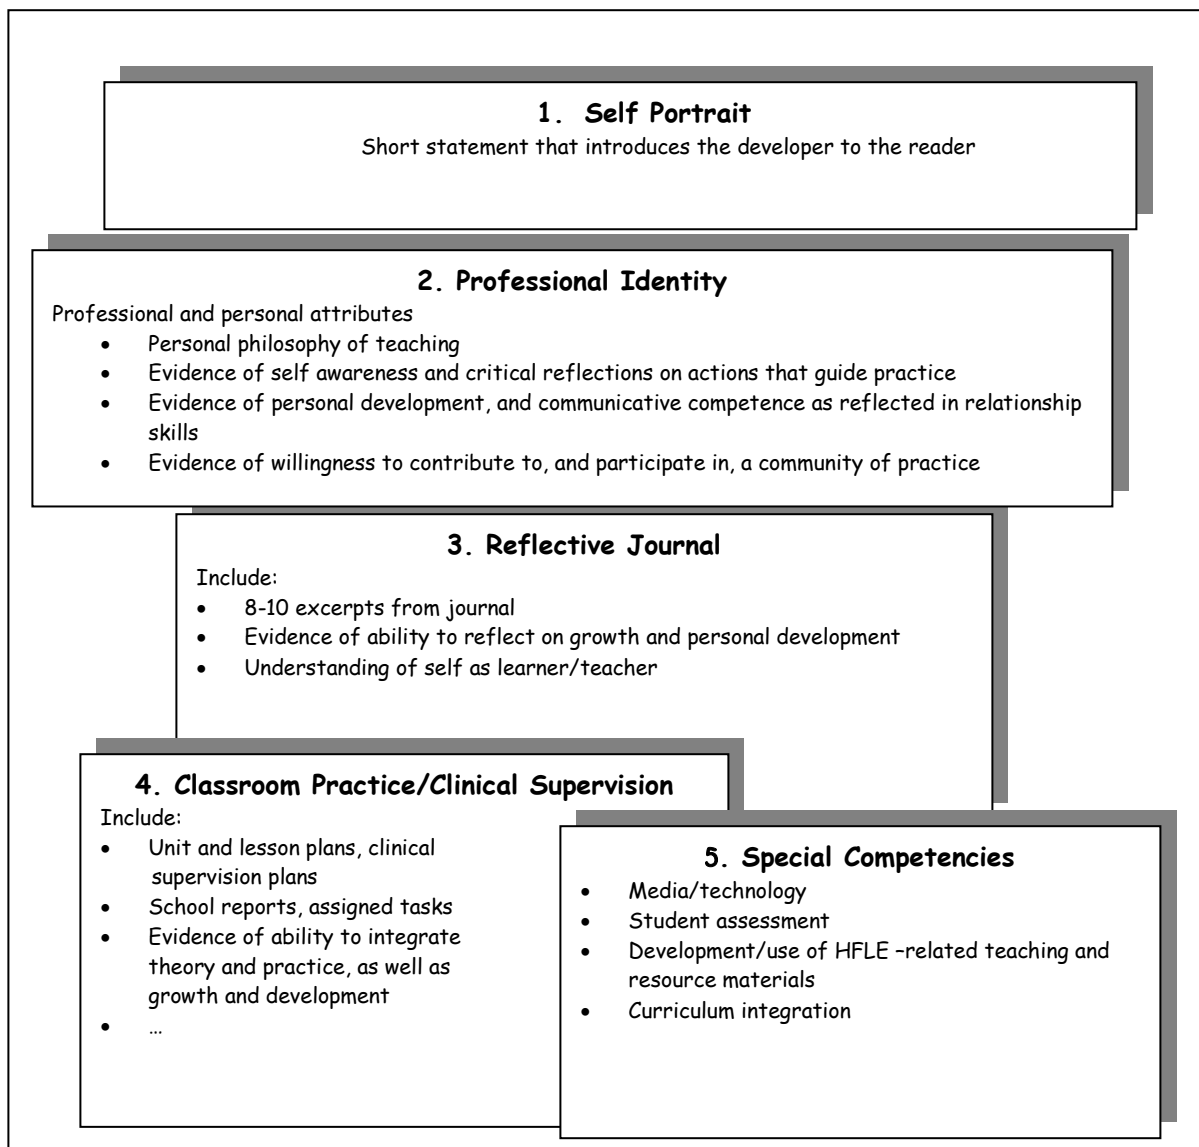 1. Self Portrait
Short statement that introduces the developer to the reader
2. Professional Identity
Professional and personal attributes
• Personal philosophy of teaching
• Evidence of self awareness and critical reflections on actions that guide practice
• Evidence of personal development, and communicative competence as reflected in relationship
skills
• Evidence of willingness to contribute to, and participate in, a community of practice
3. Reflective Journal
Include:
• 8-10 excerpts from journal
• Evidence of ability to reflect on growth and personal development
• Understanding of self as learner/teacher
4. Classroom Practice/Clinical Supervision
Include:
• Unit and lesson plans, clinical
supervision plans
• School reports, assigned tasks
• Evidence of ability to integrate
theory and practice, as well as
growth and development
• …
5. Special Competencies
• Media/technology
• Student assessment
• Development/use of HFLE –related teaching and
resource materials
• Curriculum integration